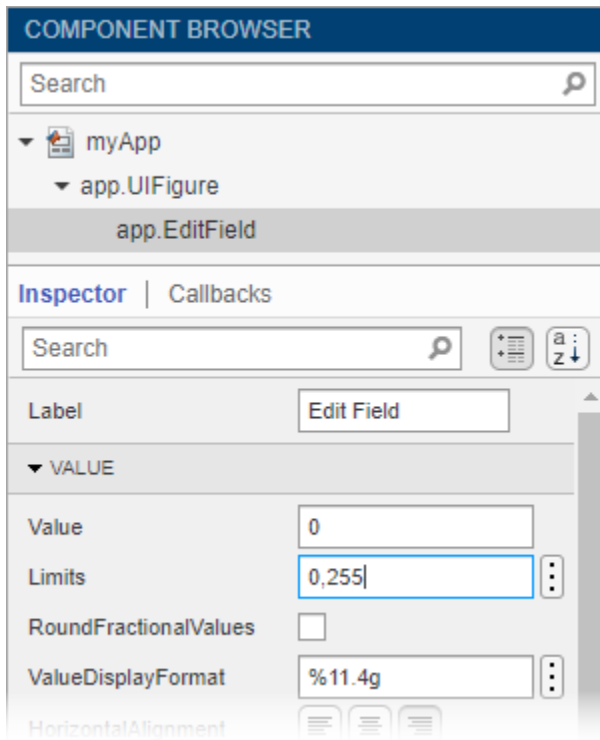 COMPONENT BROWSER
Search
myApp
app.UIFigure
app.EditField
Inspector | Callbacks
Search
a z
Label Edit Field
VALUE
Value 0
Limits 0,255
RoundFractionalValues
ValueDisplayFormat %11.4g
HorizontalAlignment